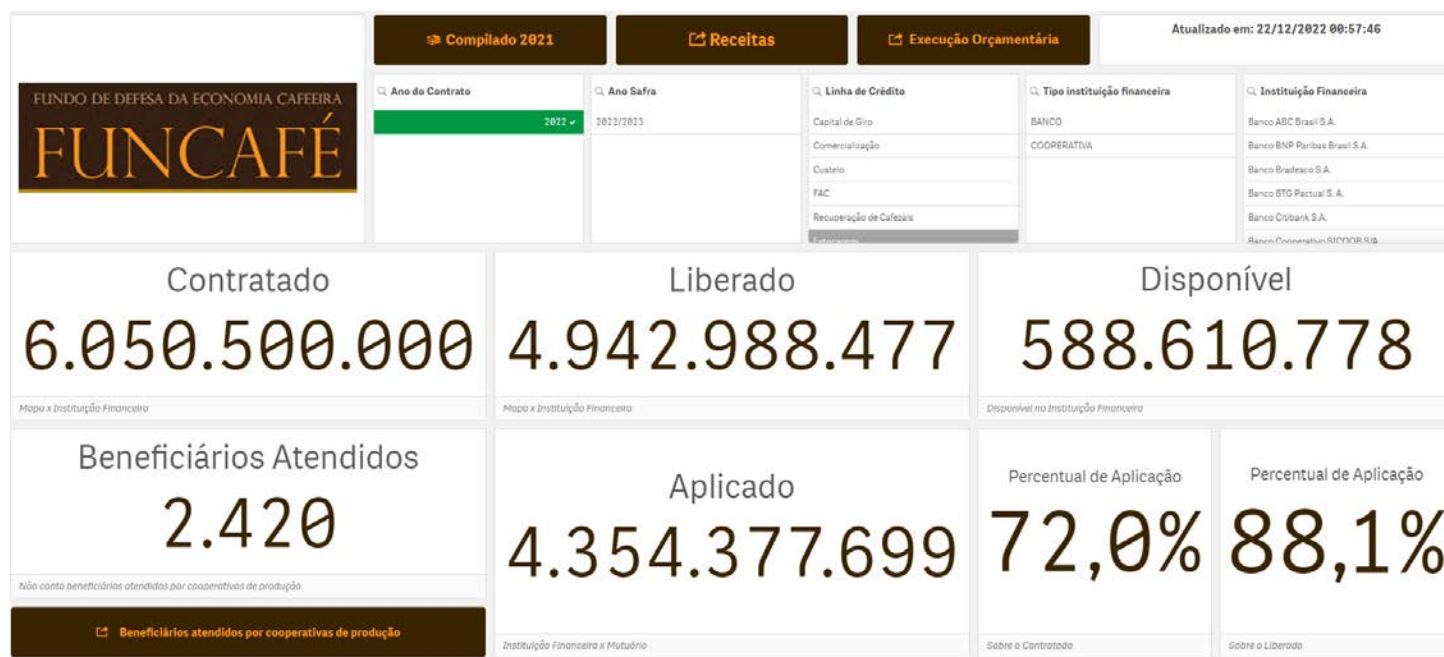 Compilado 2021
Receitas
Execução Orçamentária
Atualizado em: 22/12/2022 00:57:46
FUNDO DE DEFESA DA ECONOMIA CAFEEIRA
FUNCAFÉ
Ano do Contrato
2022
Ano Safra
2022/2023
Linha de Crédito
Capital de Giro
Comercialização
Custeio
FAC
Recuperação de Cafezais
Tipo instituição financeira
BANCO
COOPERATIVA
Instituição Financeira
Banco ABC Brasil S.A.
Banco BNP Paribas Brasil S.A.
Banco Bradesco S.A.
Banco BTG Pactual S. A.
Banco Citibank S.A.
Banco Cooperativo SICOOB S/A
Contratado
6.050.500.000
Mapa x Instituição Financeira
Liberado
4.942.988.477
Mapa x Instituição Financeira
Disponível
588.610.778
Disponível na Instituição Financeira
Beneficiários Atendidos
2.420
Não conta beneficiários atendidos por cooperativas de produção
Beneficiários atendidos por cooperativas de produção
Aplicado
4.354.377.699
Instituição Financeira x Mutuário
Percentual de Aplicação
72,0%
Sobre o Contratado
Percentual de Aplicação
88,1%
Sobre o Liberado